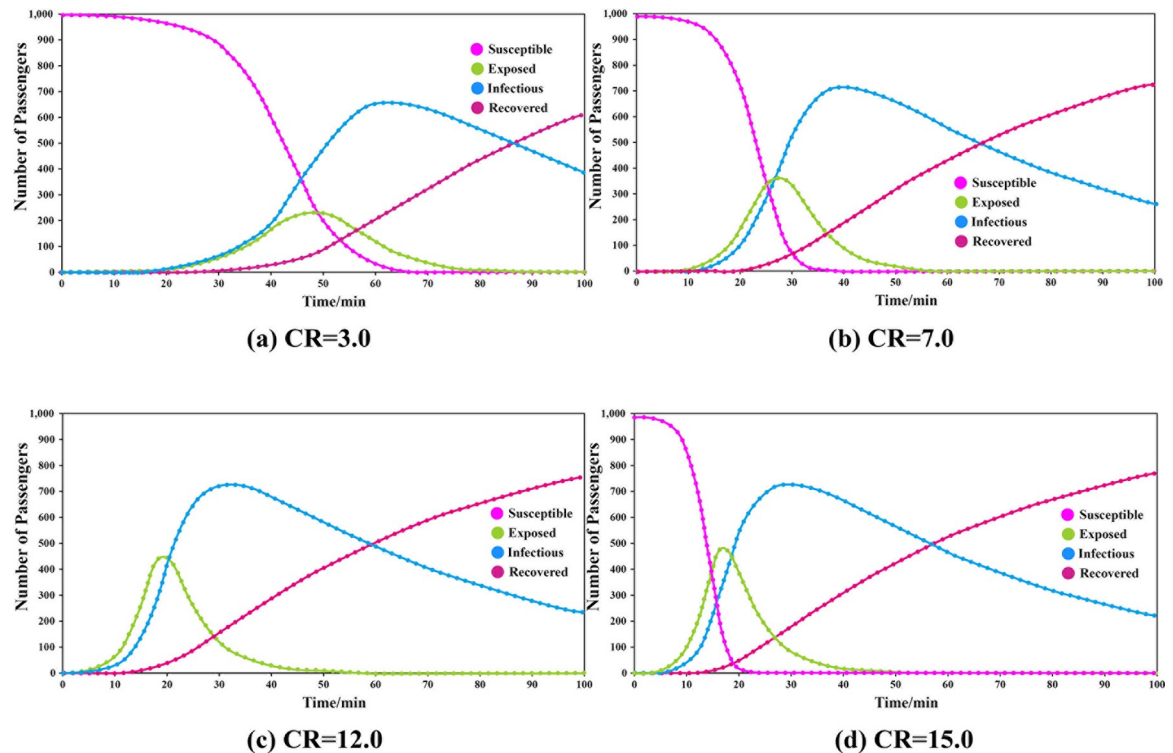 1,000
900
800
700
600
500
400
300
200
100
0
Number of Passengers
Susceptible
Exposed
Infectious
Recovered
0 10 20 30 40 50 60 70 80 90 100
Time/min
(a) CR=3.0
1,000
900
800
700
600
500
400
300
200
100
0
Number of Passengers
Susceptible
Exposed
Infectious
Recovered
0 10 20 30 40 50 60 70 80 90 100
Time/min
(b) CR=7.0
1,000
900
800
700
600
500
400
300
200
100
0
Number of Passengers
Susceptible
Exposed
Infectious
Recovered
0 10 20 30 40 50 60 70 80 90 100
Time/min
(c) CR=12.0
1,000
900
800
700
600
500
400
300
200
100
0
Number of Passengers
Susceptible
Exposed
Infectious
Recovered
0 10 20 30 40 50 60 70 80 90 100
Time/min
(d) CR=15.0